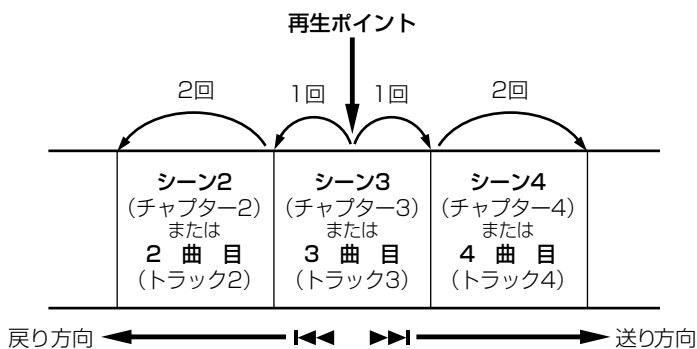 再生ポイント
2回
1回
1回
2回
シーン2
(チャプター2)
または
2 曲 目
(トラック2)
シーン3
(チャプター3)
または
3 曲 目
(トラック3)
シーン4
(チャプター4)
または
4 曲 目
(トラック4)
戻り方向
送り方向